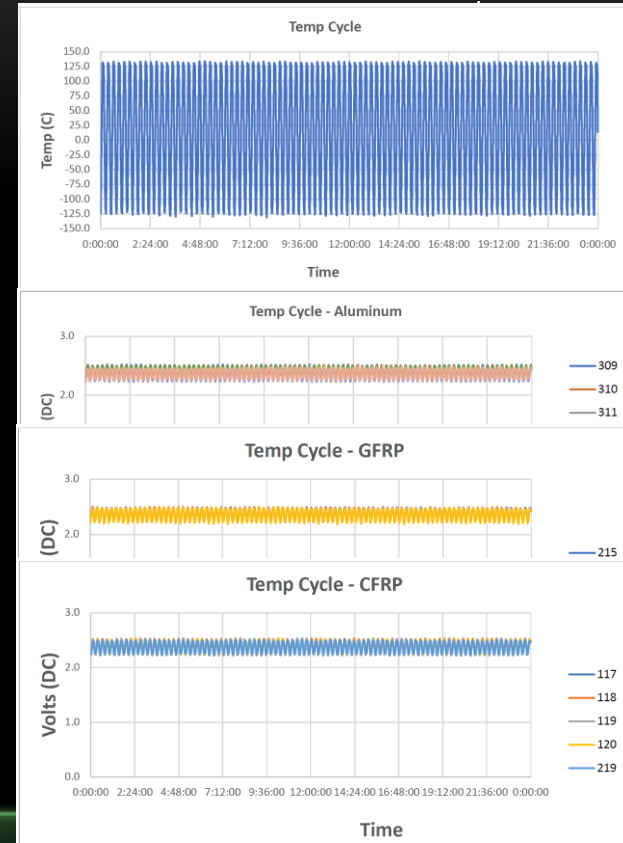 Temp Cycle
150.0
125.0
100.0
75.0
50.0
25.0
0.0
-25.0
-50.0
-75.0
-100.0
-125.0
-150.0
Temp (C)
0:00:00 2:24:00 4:48:00 7:12:00 9:36:00 12:00:00 14:24:00 16:48:00 19:12:00 21:36:00 0:00:00
Time
Temp Cycle - Aluminum
3.0
2.0
(DC)
309
310
311
Temp Cycle - GFRP
3.0
2.0
(DC)
215
Temp Cycle - CFRP
3.0
2.0
1.0
0.0
Volts (DC)
117
118
119
120
219
0:00:00 2:24:00 4:48:00 7:12:00 9:36:00 12:00:00 14:24:00 16:48:00 19:12:00 21:36:00 0:00:00
Time